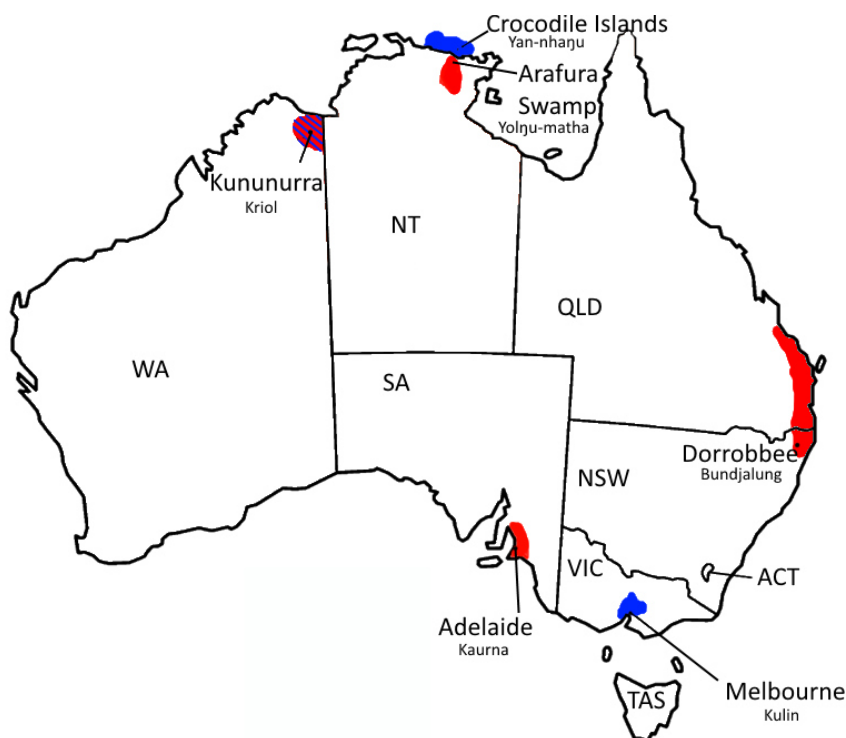 Crocodile Islands
Yan-nhaŋu
Arafura
Swamp
Yolŋu-matha
Kununurra
Kriol
NT
QLD
WA
SA
Dorrobbee
Bundjalung
NSW
VIC
ACT
Adelaide
Kaurna
Melbourne
Kulin
TAS